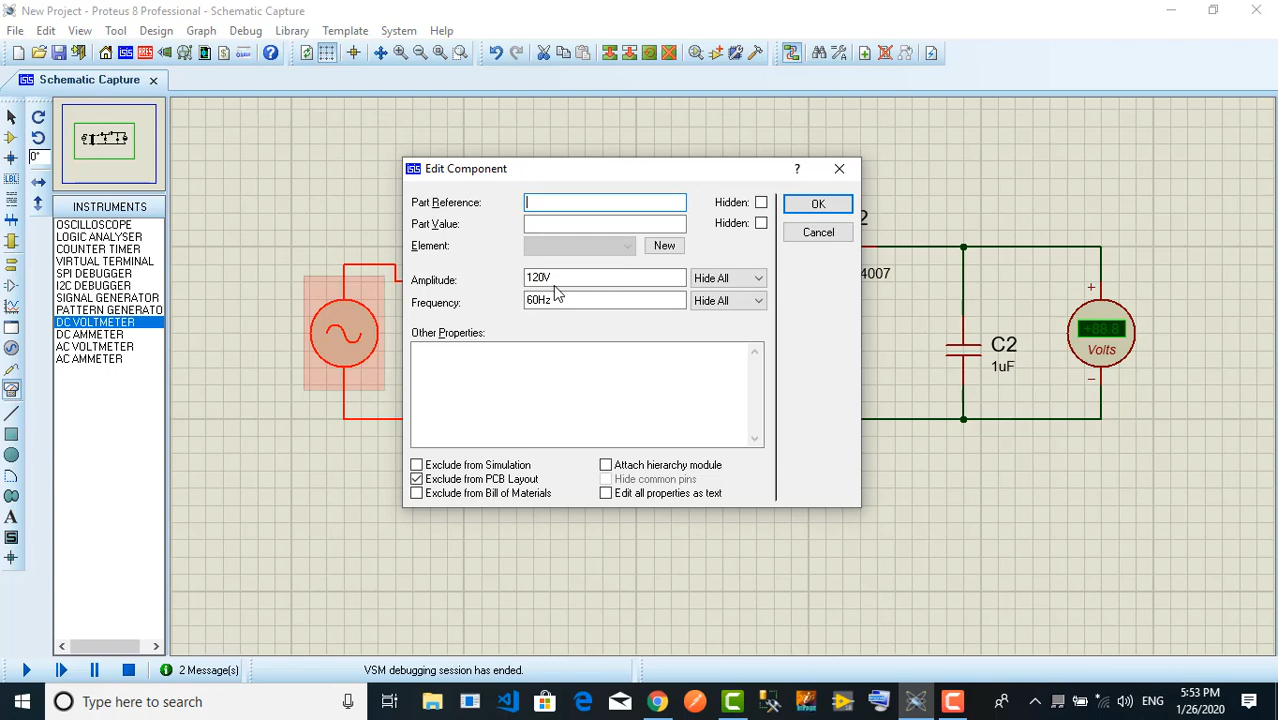 New Project - Proteus 8 Professional - Schematic Capture
File Edit View Tool Design Graph Debug Library Template System Help
Schematic Capture
0°
LBL
INSTRUMENTS
OSCILLOSCOPE
LOGIC ANALYSER
COUNTER TIMER
VIRTUAL TERMINAL
SPI DEBUGGER
I2C DEBUGGER
SIGNAL GENERATOR
PATTERN GENERATO
DC VOLTMETER
DC AMMETER
AC VOLTMETER
AC AMMETER
Edit Component
Part Reference:
Hidden:
OK
Part Value:
Hidden:
Cancel
Element:
New
Amplitude:
120V
Hide All
Frequency:
60Hz
Hide All
Other Properties:
Exclude from Simulation
Attach hierarchy module
Exclude from PCB Layout
Hide common pins
Exclude from Bill of Materials
Edit all properties as text
2
4007
C2
1uF
+88.8
Volts
2 Message(s)
VSM debugging session has ended.
Type here to search
ENG
5:53 PM
1/26/2020